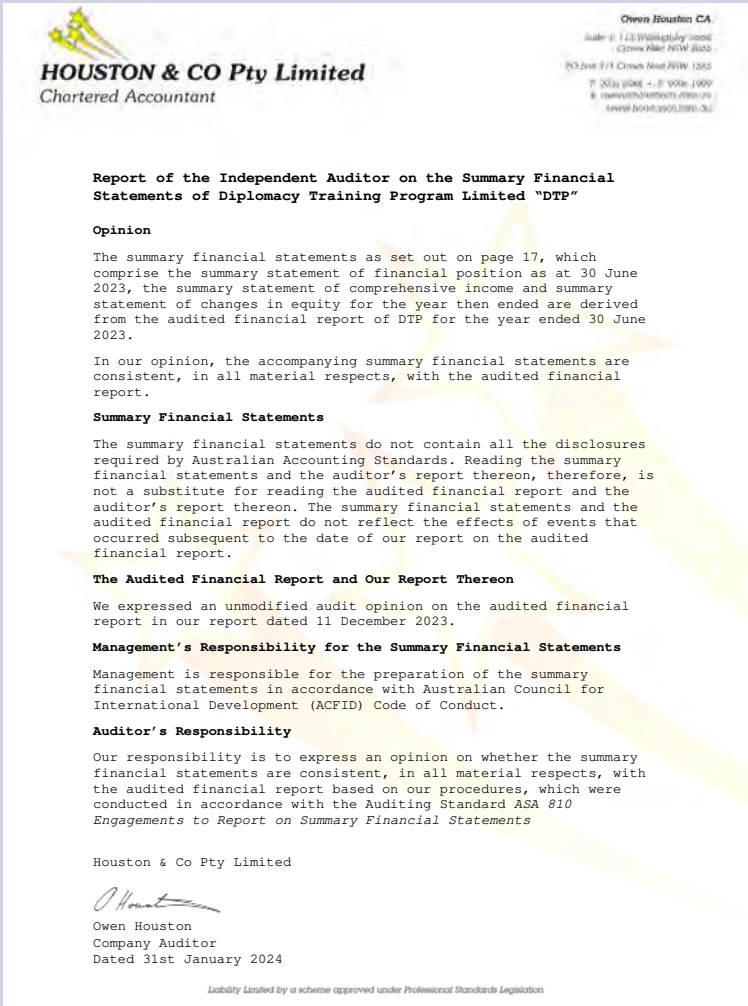 Owen Houston CA
HOUSTON & CO Pty Limited
Chartered Accountant
Report of the Independent Auditor on the Summary Financial
Statements of Diplomacy Training Program Limited “DTP”
Opinion
The summary financial statements as set out on page 17, which
comprise the summary statement of financial position as at 30 June
2023, the summary statement of comprehensive income and summary
statement of changes in equity for the year then ended are derived
from the audited financial report of DTP for the year ended 30 June
2023.
In our opinion, the accompanying summary financial statements are
consistent, in all material respects, with the audited financial
report.
Summary Financial Statements
The summary financial statements do not contain all the disclosures
required by Australian Accounting Standards. Reading the summary
financial statements and the auditor’s report thereon, therefore, is
not a substitute for reading the audited financial report and the
auditor’s report thereon. The summary financial statements and the
audited financial report do not reflect the effects of events that
occurred subsequent to the date of our report on the audited
financial report.
The Audited Financial Report and Our Report Thereon
We expressed an unmodified audit opinion on the audited financial
report in our report dated 11 December 2023.
Management’s Responsibility for the Summary Financial Statements
Management is responsible for the preparation of the summary
financial statements in accordance with Australian Council for
International Development (ACFID) Code of Conduct.
Auditor’s Responsibility
Our responsibility is to express an opinion on whether the summary
financial statements are consistent, in all material respects, with
the audited financial report based on our procedures, which were
conducted in accordance with the Auditing Standard ASA 810
Engagements to Report on Summary Financial Statements
Houston & Co Pty Limited
Owen Houston
Company Auditor
Dated 31st January 2024
Liability Limited by a scheme approved under Professional Standards Legislation